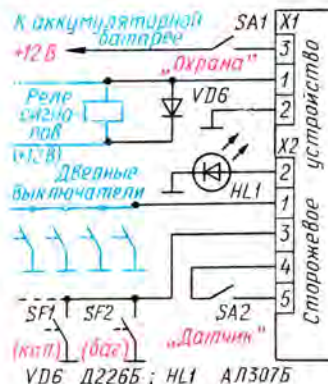 К аккумуляторной
батарее
+12 В
SA1
X1
3
„Охрана"
1
Реле
сигна-
лов
(+12В)
VD6
2
X2
Дверные
выключатели
HL1
2
1
3
4
5
SF1
SF2
(кап)
(баг)
„Датчик"
SA2
Сторожевое устройство
VD6 Д226Б ; HL1 АЛ307Б